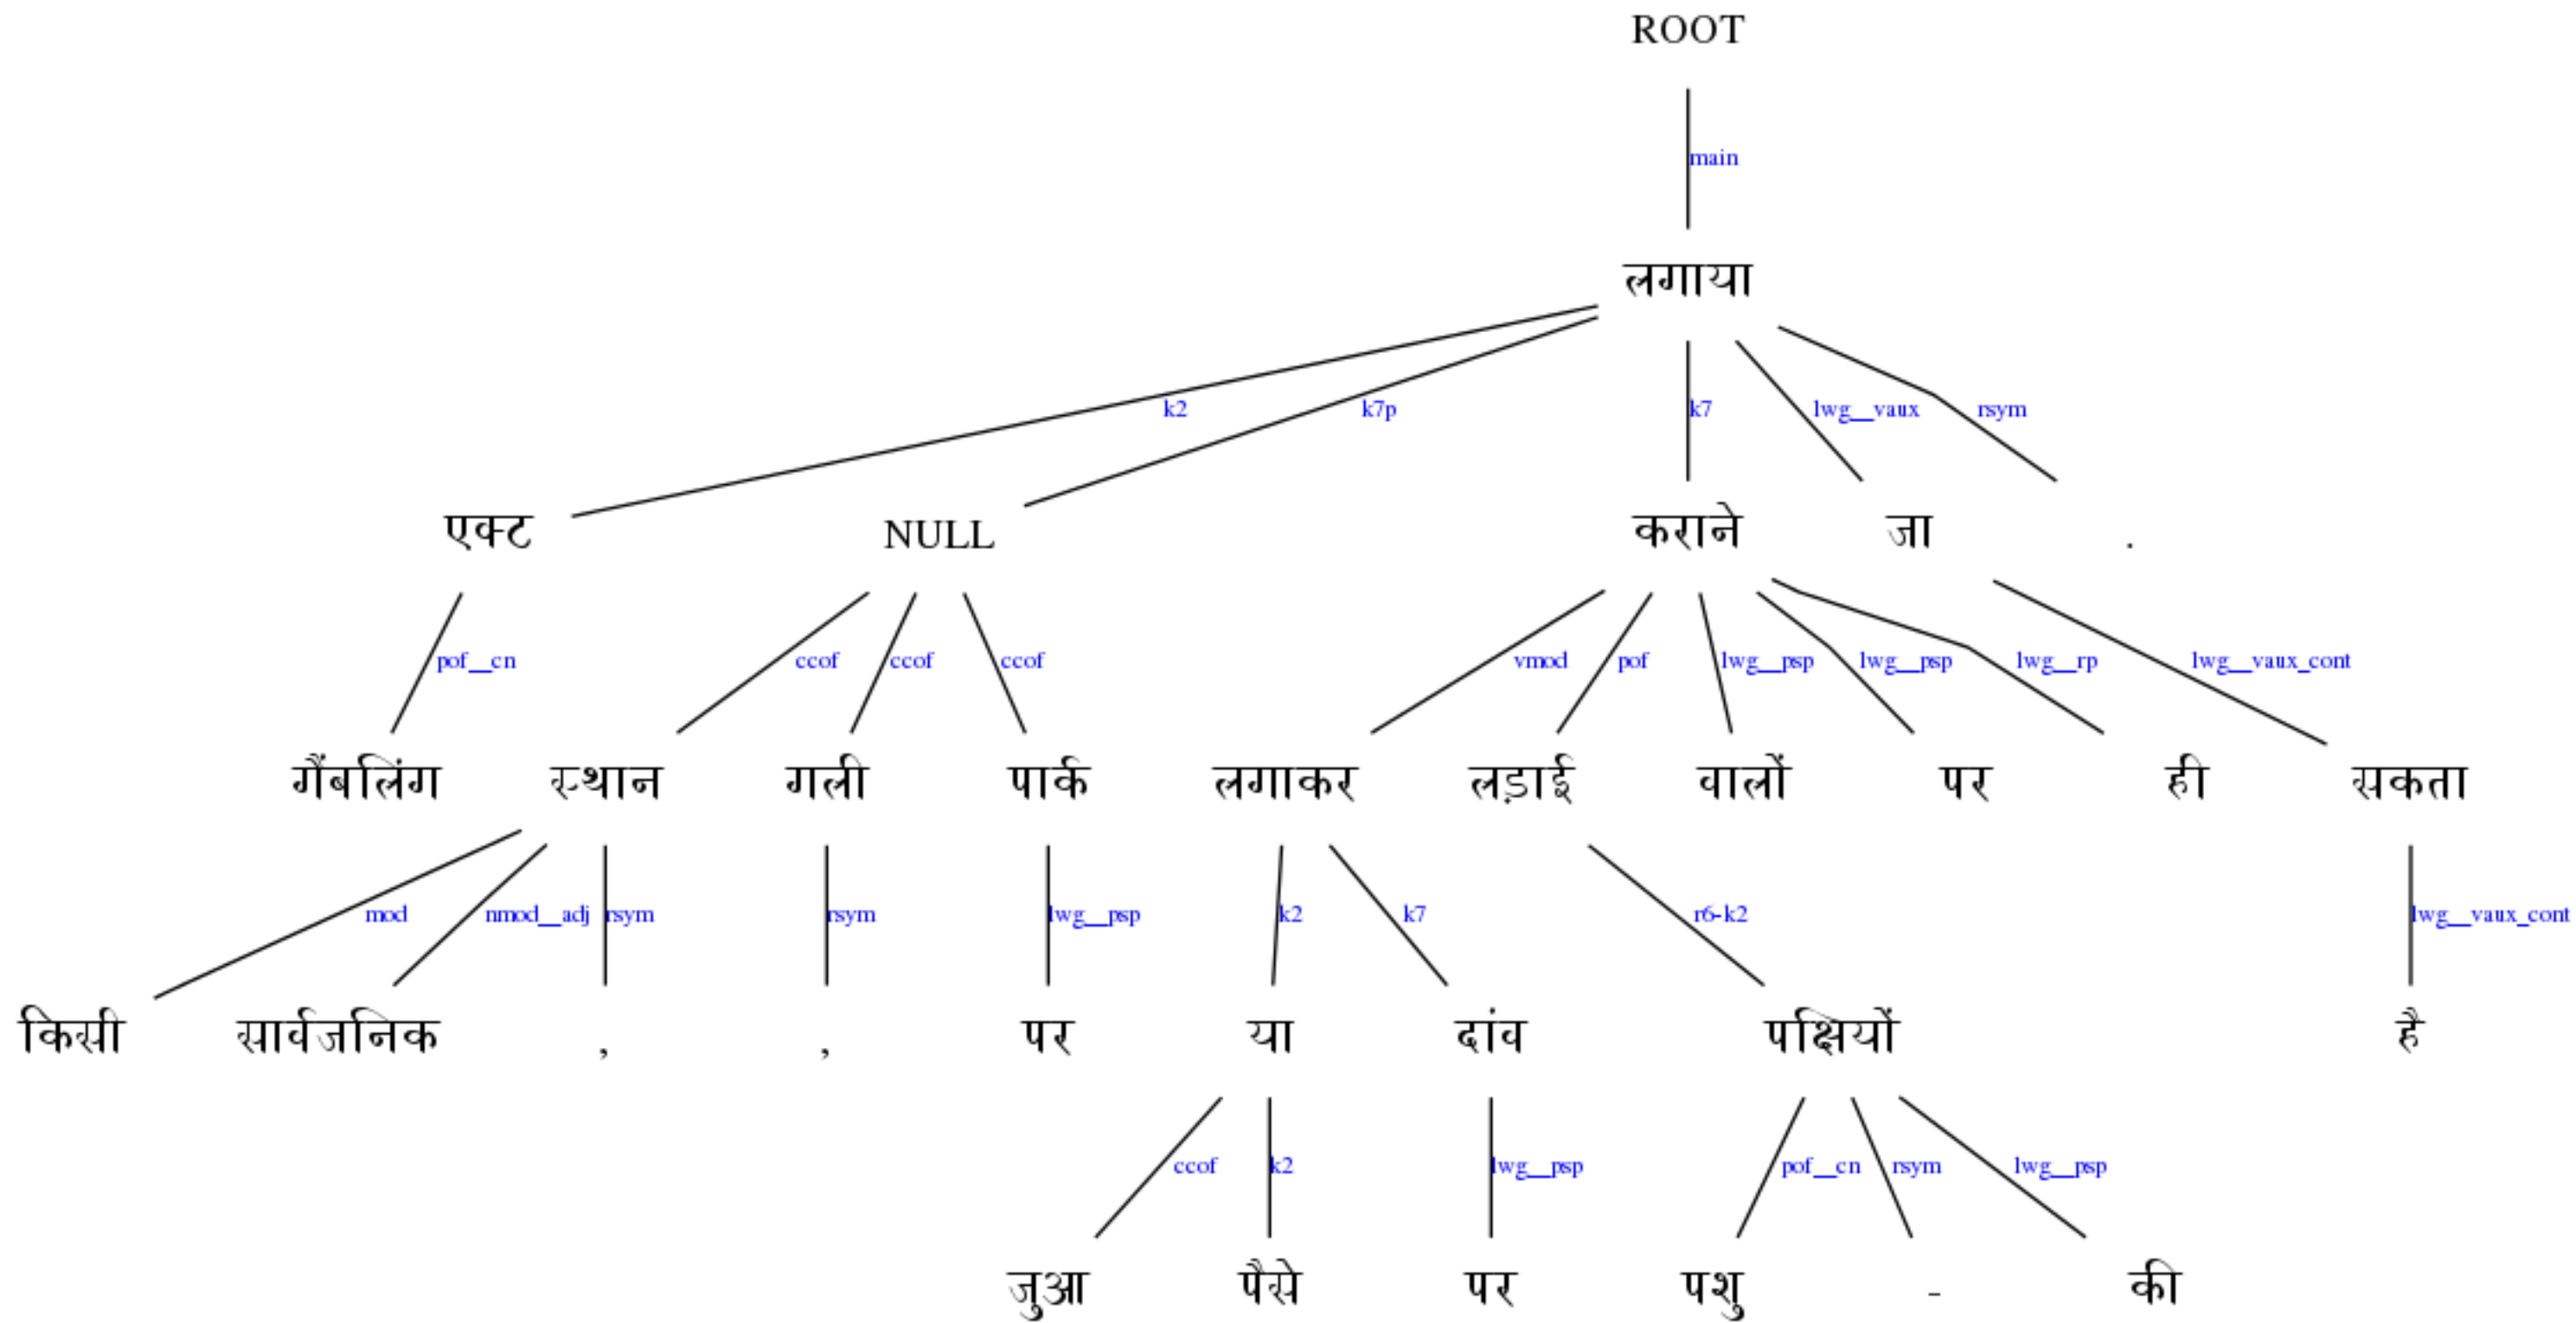 ROOT
main
लगाया
k2 k7p k7 lwg__vaux rsym
एक्ट NULL कराने जा .
pof__cn ccof ccof ccof vmod pof lwg__psp lwg__psp lwg__rp lwg__vaux_cont
गैंबलिंग स्थान गली पार्क लगाकर लड़ाई वालों पर ही सकता
mod nmod__adj rsym rsym lwg__psp k2 k7 r6-k2 lwg__vaux_cont
किसी सार्वजनिक , , पर या दांव पक्षियों है
ccof k2 lwg__psp pof__cn rsym lwg__psp
जुआ पैसे पर पशु - की